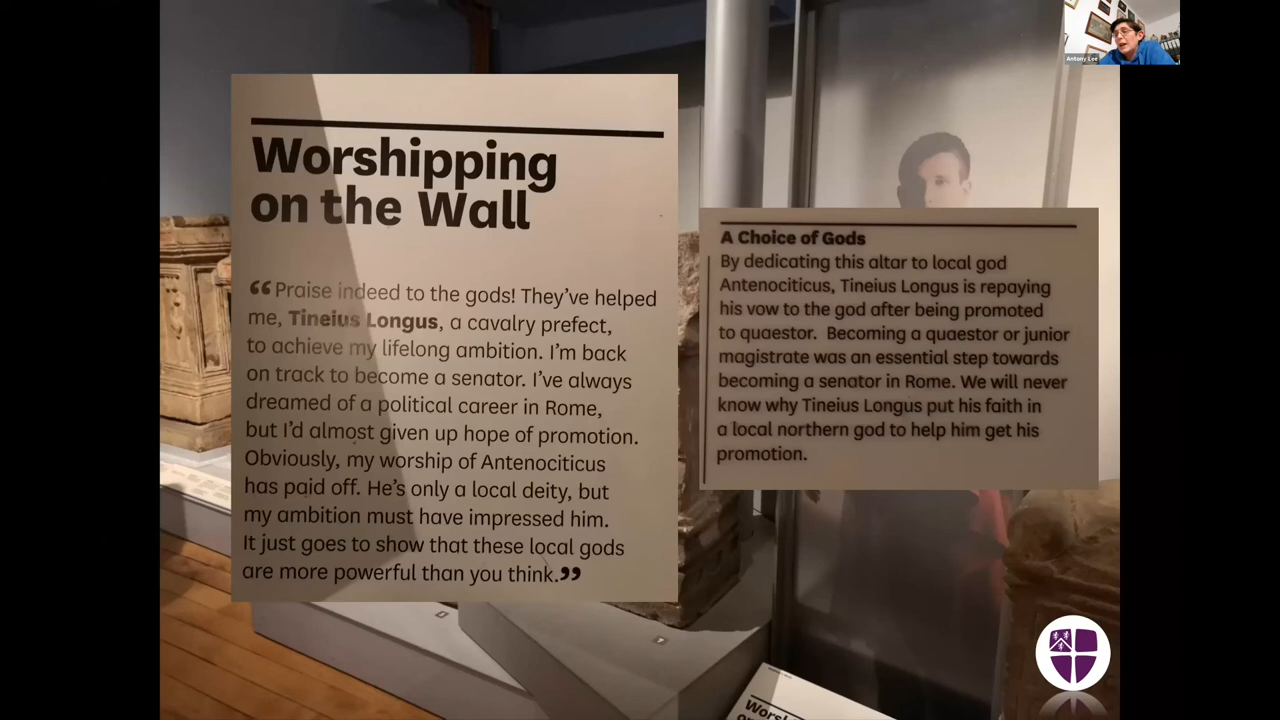 Antony Lee
Worshipping
on the Wall
“Praise indeed to the gods! They've helped
me, Tineius Longus, a cavalry prefect,
to achieve my lifelong ambition. I'm back
on track to become a senator. I've always
dreamed of a political career in Rome,
but I'd almost given up hope of promotion.
Obviously, my worship of Antenociticus
has paid off. He's only a local deity, but
my ambition must have impressed him.
It just goes to show that these local gods
are more powerful than you think.”
A Choice of Gods
By dedicating this altar to local god
Antenociticus, Tineius Longus is repaying
his vow to the god after being promoted
to quaestor. Becoming a quaestor or junior
magistrate was an essential step towards
becoming a senator in Rome. We will never
know why Tineius Longus put his faith in
a local northern god to help him get his
promotion.